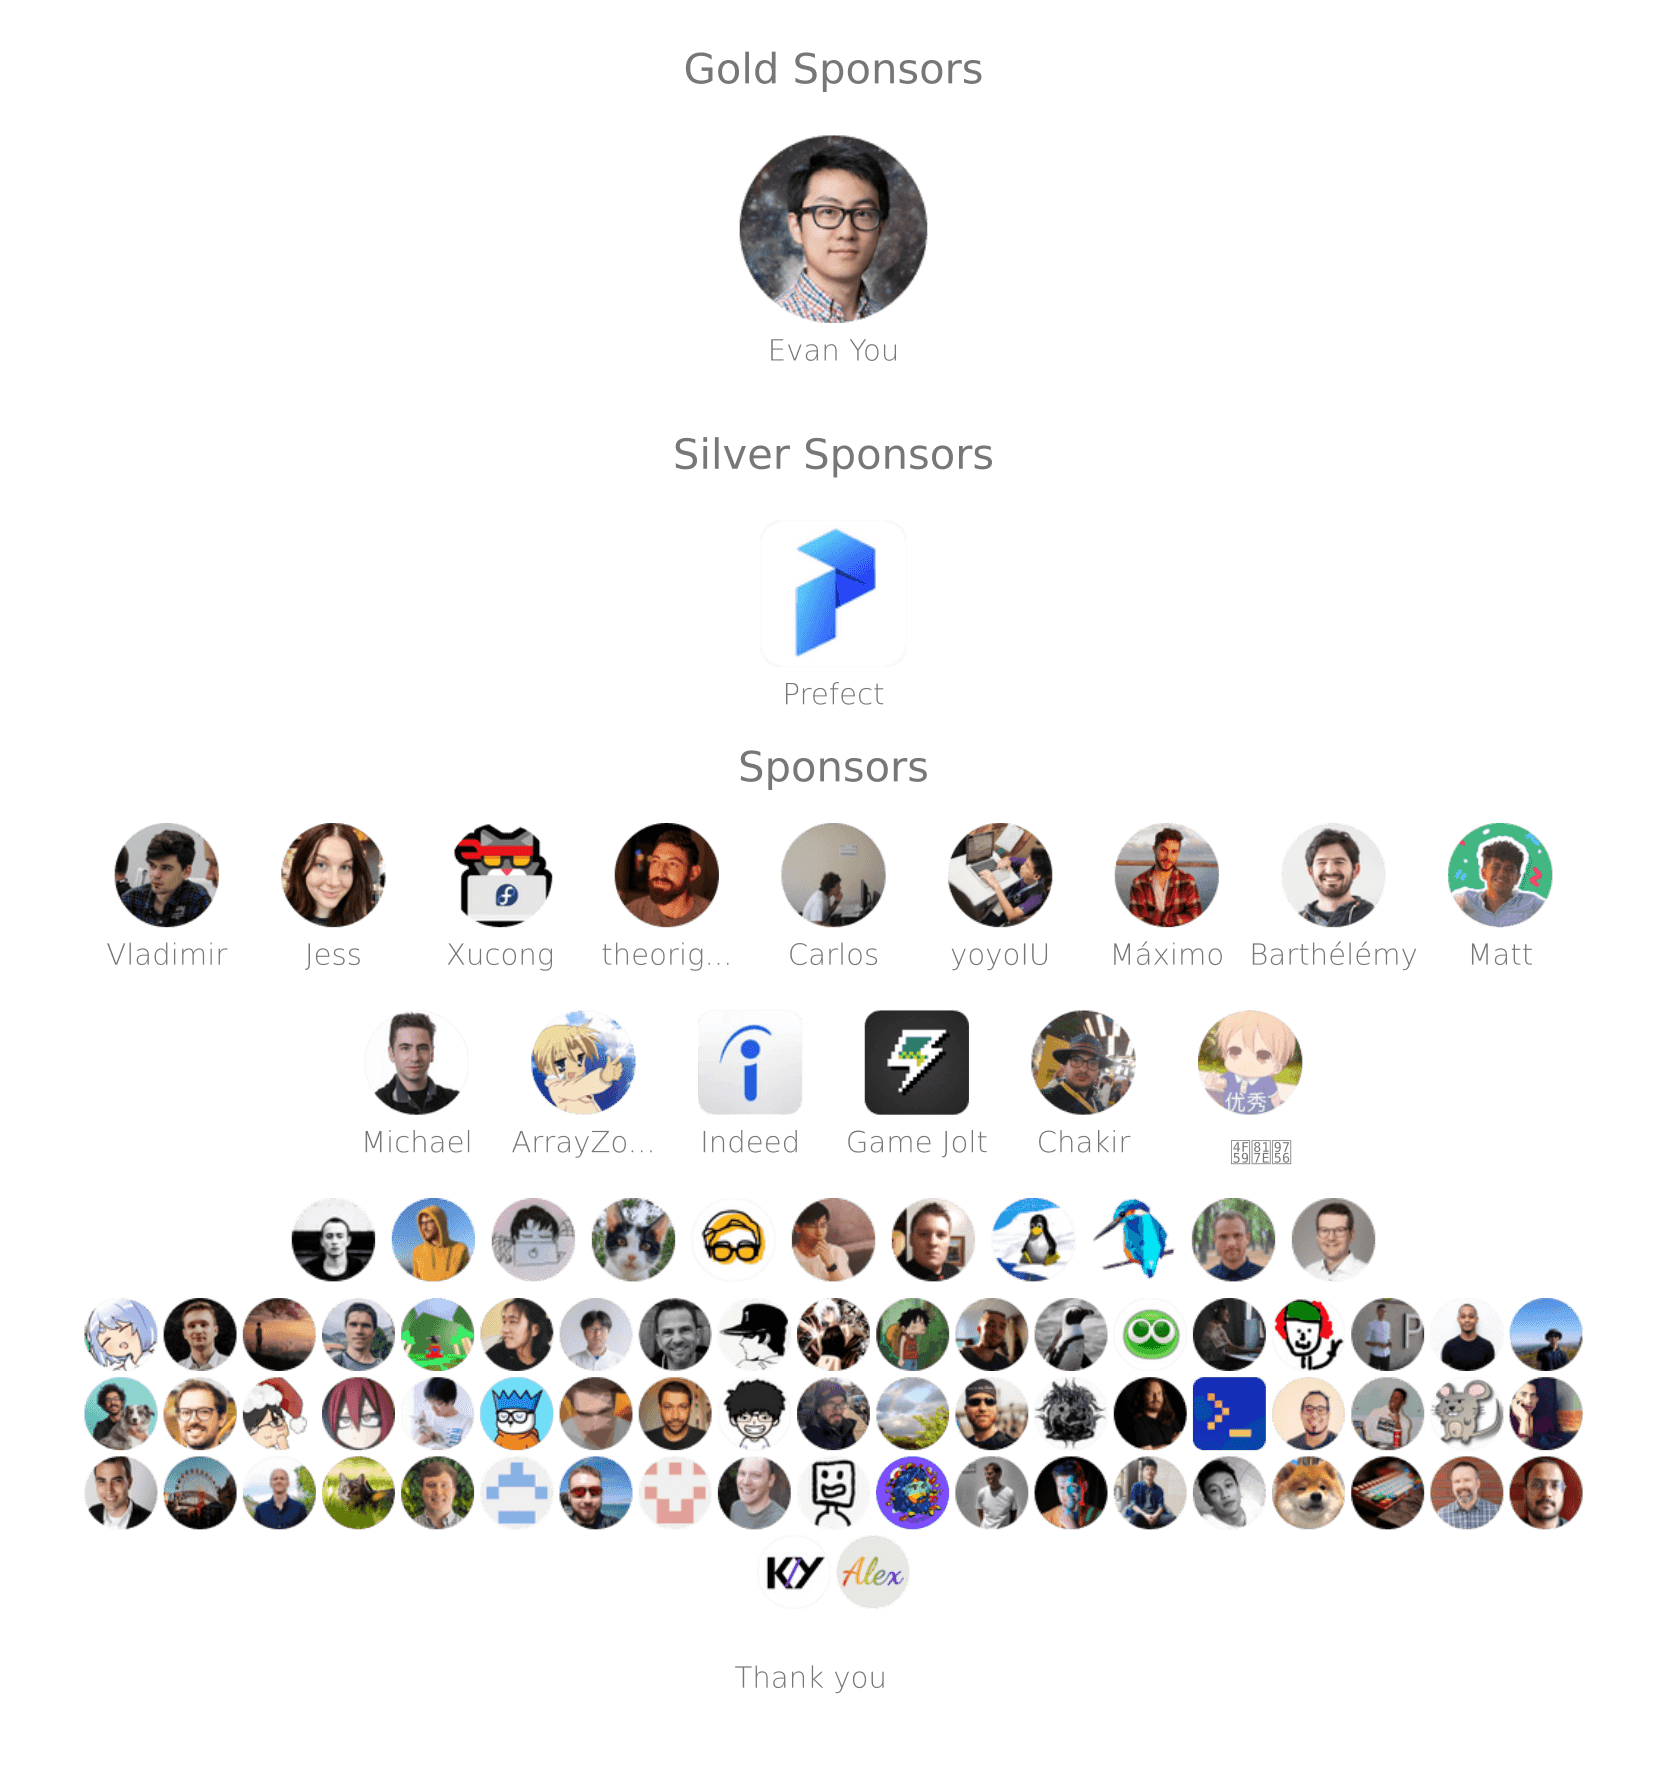 Gold Sponsors
Evan You
Silver Sponsors
Prefect
Sponsors
Vladimir Jess Xucong theorig... Carlos yoyoIU Máximo Barthélémy Matt
优秀
Michael ArrayZo... Indeed Game Jolt Chakir
P
KY Alex
Thank you